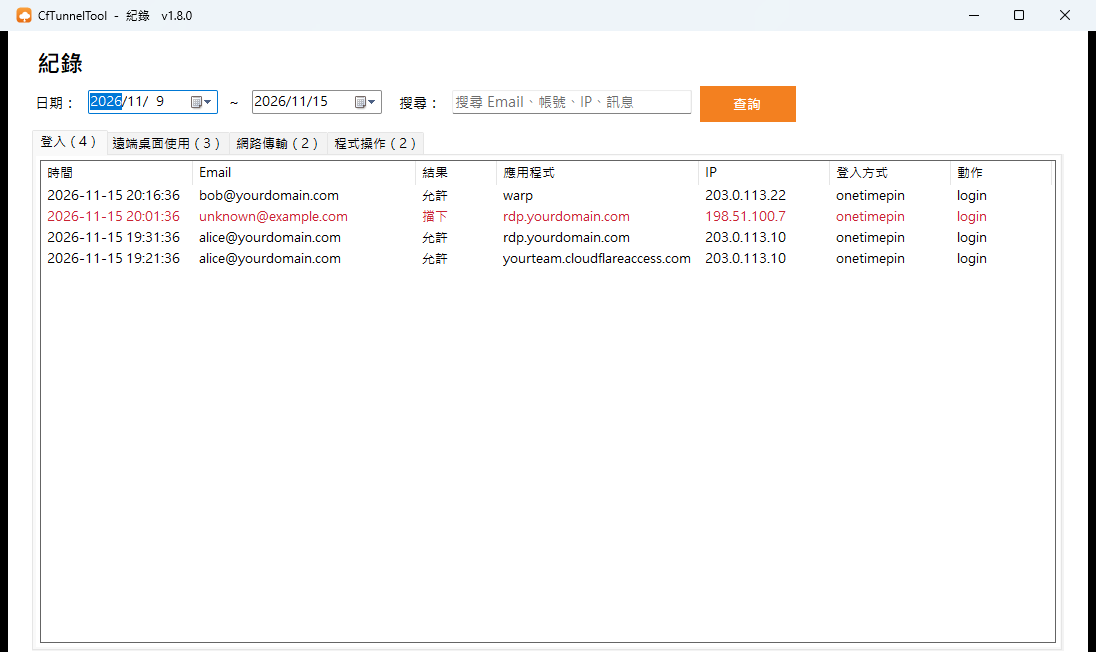 CfTunnelTool - 紀錄 v1.8.0
紀錄
日期： 2026/11/ 9 ~ 2026/11/15 搜尋： 搜尋 Email、帳號、IP、訊息 查詢
登入（4） 遠端桌面使用（3） 網路傳輸（2） 程式操作（2）
時間 Email 結果 應用程式 IP 登入方式 動作
2026-11-15 20:16:36 bob@yourdomain.com 允許 warp 203.0.113.22 onetimepin login
2026-11-15 20:01:36 unknown@example.com 擋下 rdp.yourdomain.com 198.51.100.7 onetimepin login
2026-11-15 19:31:36 alice@yourdomain.com 允許 rdp.yourdomain.com 203.0.113.10 onetimepin login
2026-11-15 19:21:36 alice@yourdomain.com 允許 yourteam.cloudflareaccess.com 203.0.113.10 onetimepin login